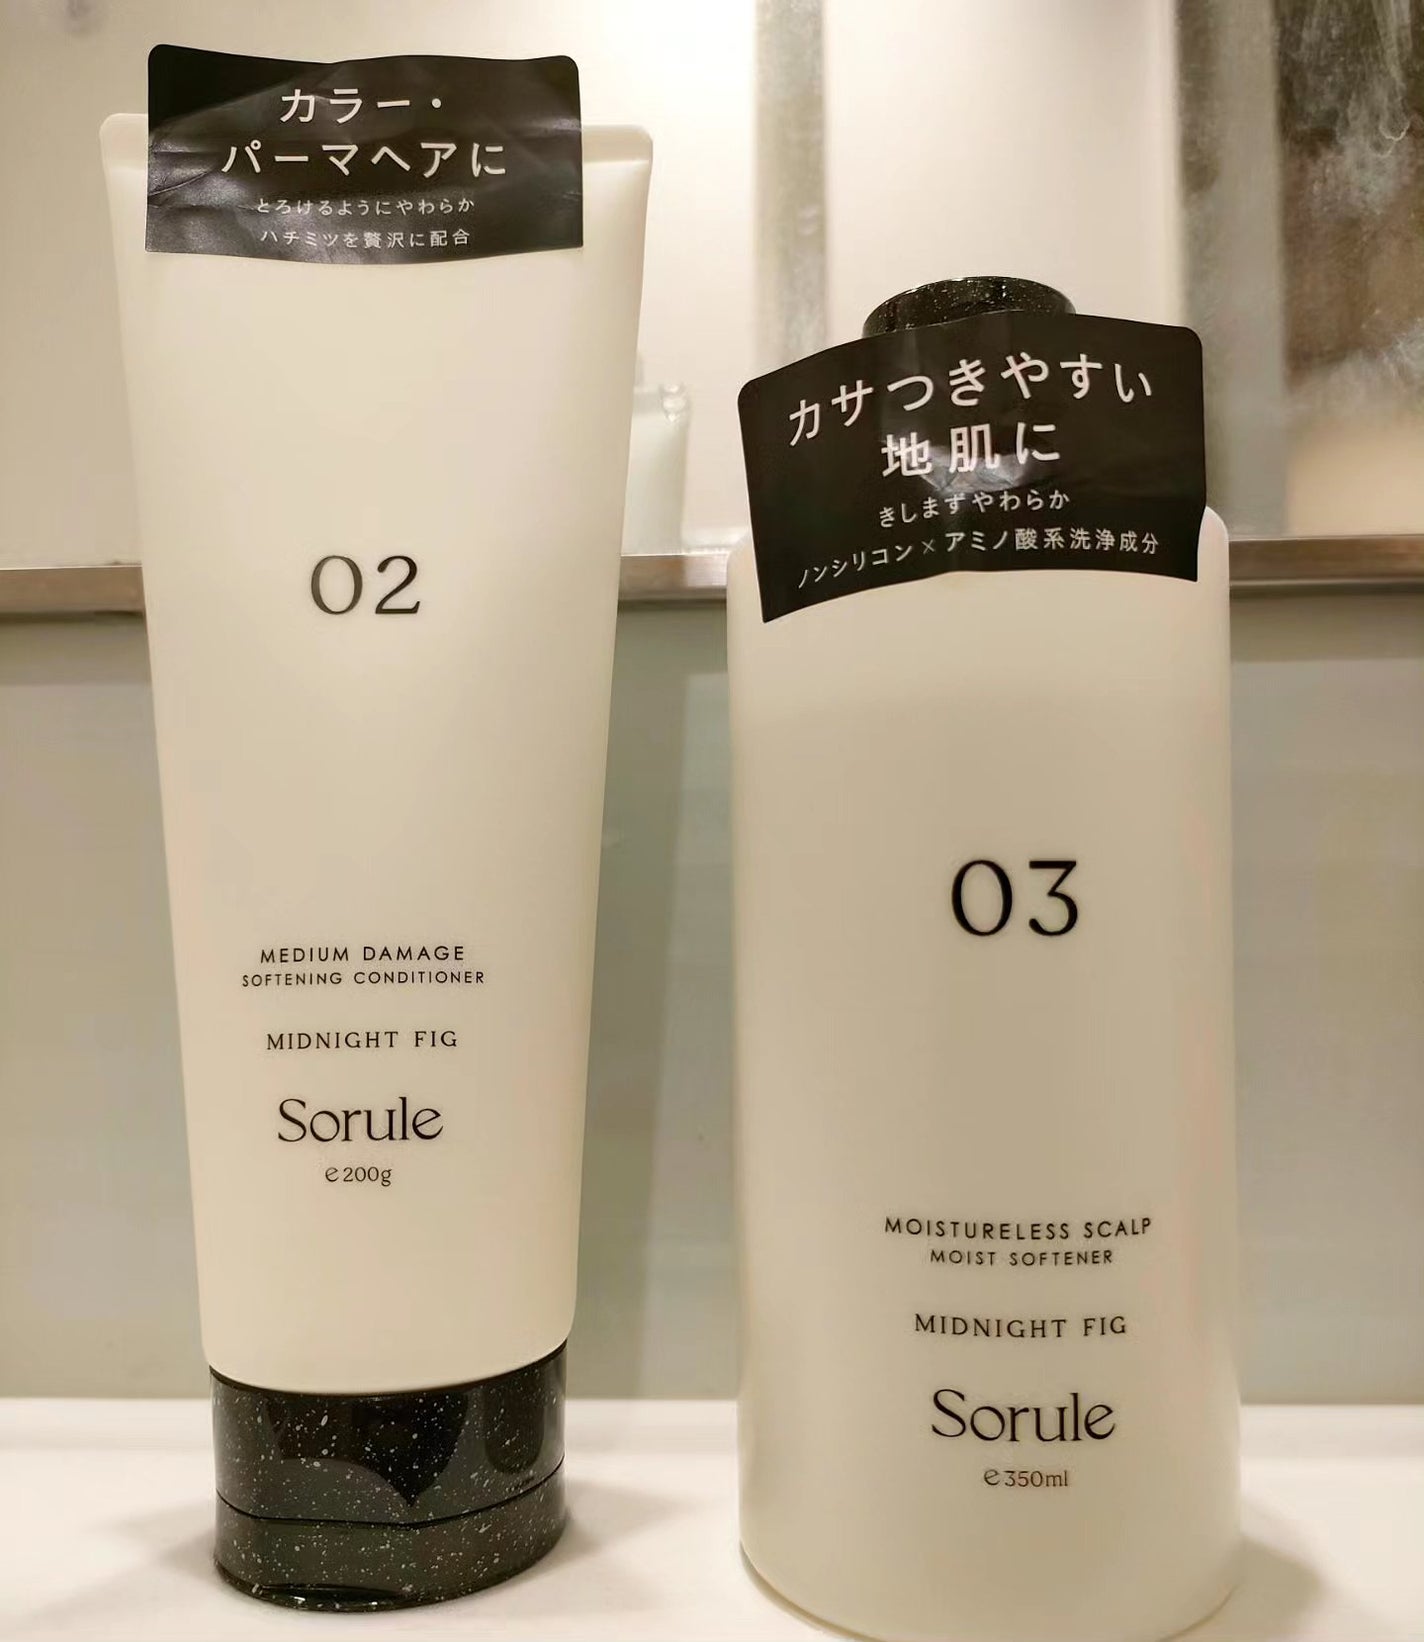 カラー・
パーマヘアに
とろけるようにやわらか
ハチミツを贅沢に配合
02
MEDIUM DAMAGE
SOFTENING CONDITIONER
MIDNIGHT FIG
Sorule
℮200g
カサつきやすい
地肌に
きしまずやわらか
ノンシリコン×アミノ酸系洗浄成分
03
MOISTURELESS SCALP
MOIST SOFTENER
MIDNIGHT FIG
Sorule
℮350ml